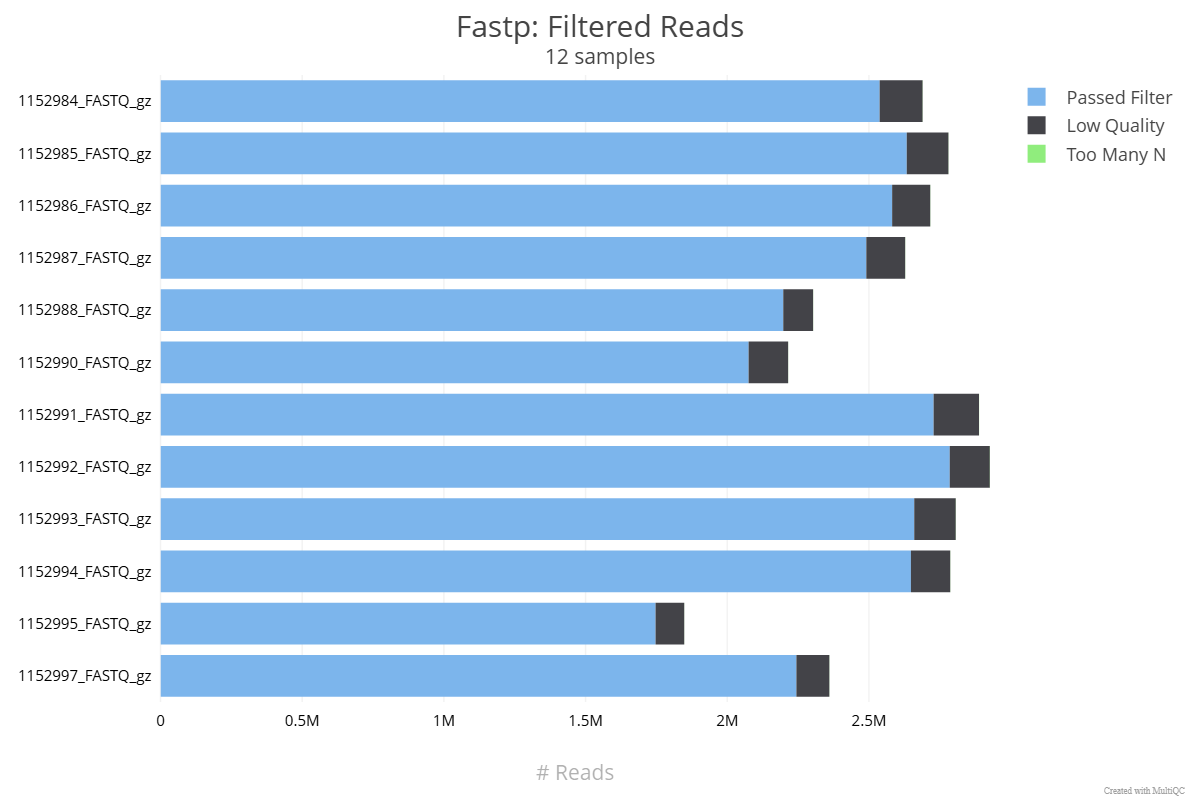 Fastp: Filtered Reads
12 samples
1152984_FASTQ_gz
1152985_FASTQ_gz
1152986_FASTQ_gz
1152987_FASTQ_gz
1152988_FASTQ_gz
1152990_FASTQ_gz
1152991_FASTQ_gz
1152992_FASTQ_gz
1152993_FASTQ_gz
1152994_FASTQ_gz
1152995_FASTQ_gz
1152997_FASTQ_gz
Passed Filter
Low Quality
Too Many N
0 0.5M 1M 1.5M 2M 2.5M
# Reads
Created with MultiQC